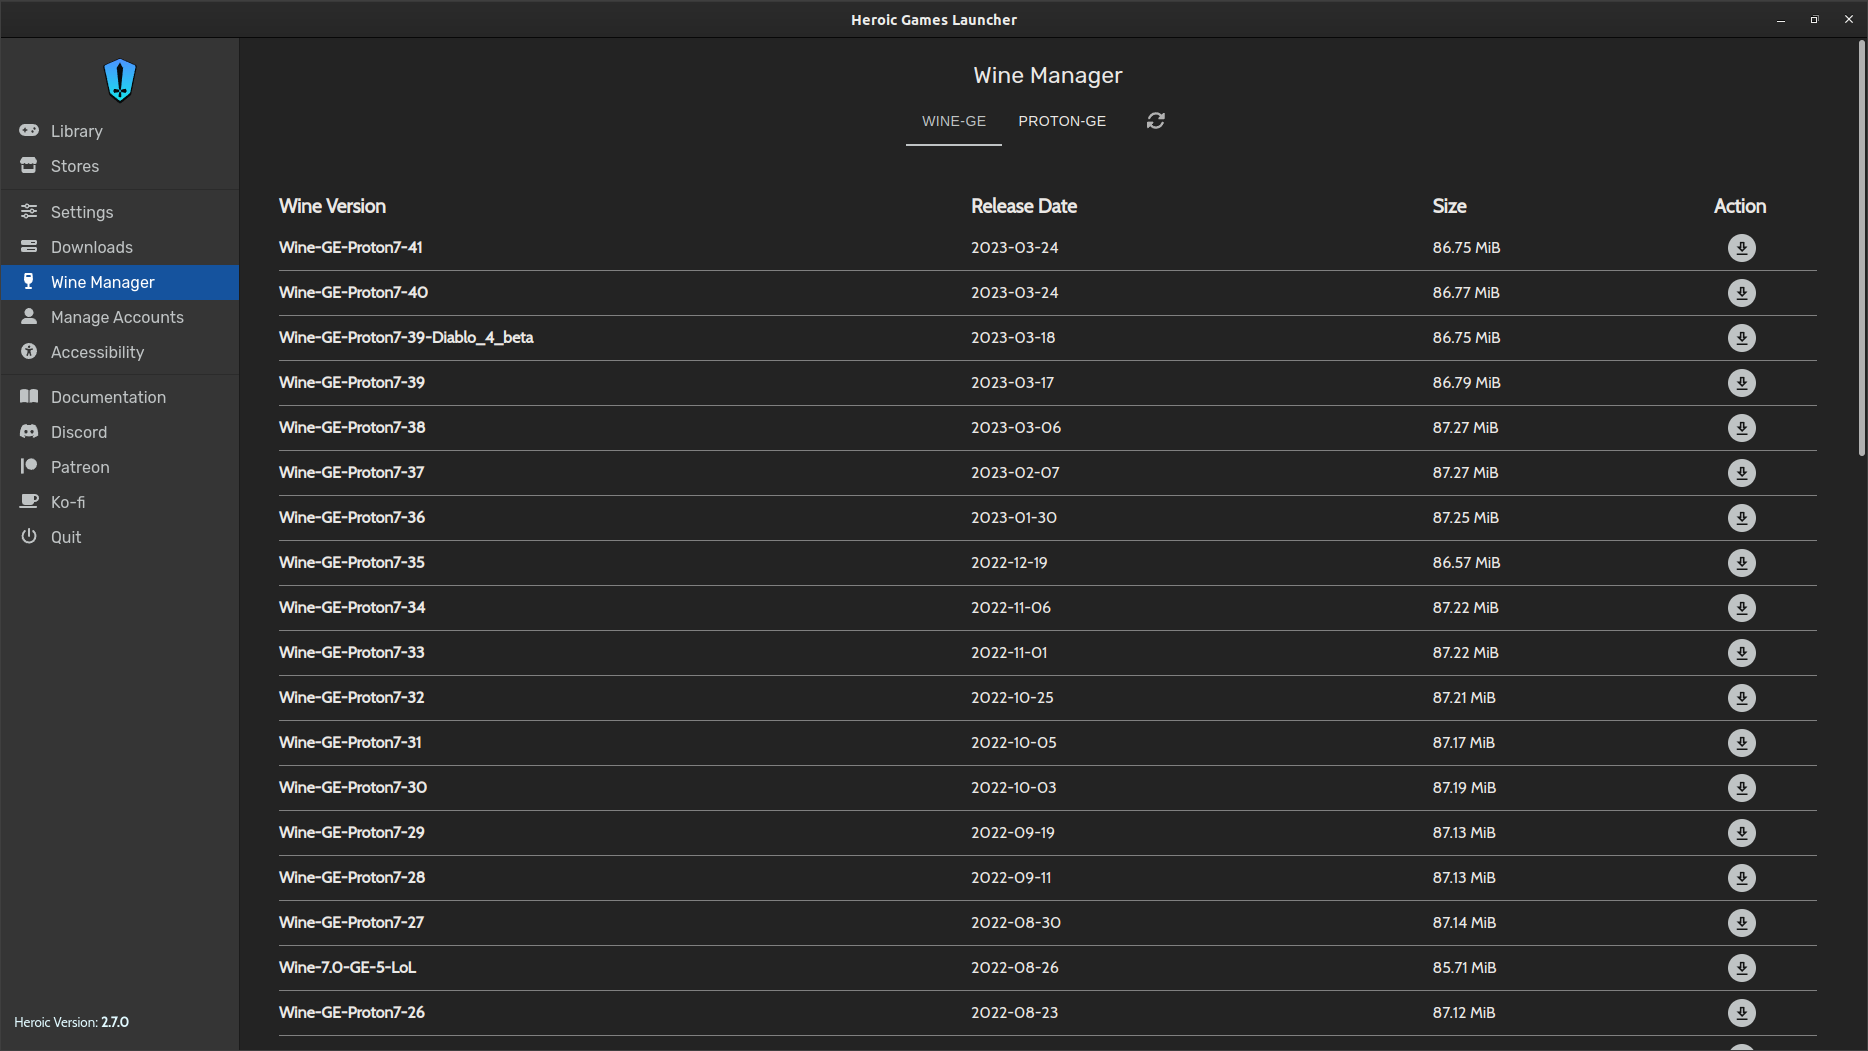 Heroic Games Launcher
Library
Stores
Settings
Downloads
Wine Manager
Manage Accounts
Accessibility
Documentation
Discord
Patreon
Ko-fi
Quit
Heroic Version: 2.7.0
Wine Manager
WINE-GE PROTON-GE
Wine Version Release Date Size Action
Wine-GE-Proton7-41 2023-03-24 86.75 MiB
Wine-GE-Proton7-40 2023-03-24 86.77 MiB
Wine-GE-Proton7-39-Diablo_4_beta 2023-03-18 86.75 MiB
Wine-GE-Proton7-39 2023-03-17 86.79 MiB
Wine-GE-Proton7-38 2023-03-06 87.27 MiB
Wine-GE-Proton7-37 2023-02-07 87.27 MiB
Wine-GE-Proton7-36 2023-01-30 87.25 MiB
Wine-GE-Proton7-35 2022-12-19 86.57 MiB
Wine-GE-Proton7-34 2022-11-06 87.22 MiB
Wine-GE-Proton7-33 2022-11-01 87.22 MiB
Wine-GE-Proton7-32 2022-10-25 87.21 MiB
Wine-GE-Proton7-31 2022-10-05 87.17 MiB
Wine-GE-Proton7-30 2022-10-03 87.19 MiB
Wine-GE-Proton7-29 2022-09-19 87.13 MiB
Wine-GE-Proton7-28 2022-09-11 87.13 MiB
Wine-GE-Proton7-27 2022-08-30 87.14 MiB
Wine-7.0-GE-5-LoL 2022-08-26 85.71 MiB
Wine-GE-Proton7-26 2022-08-23 87.12 MiB